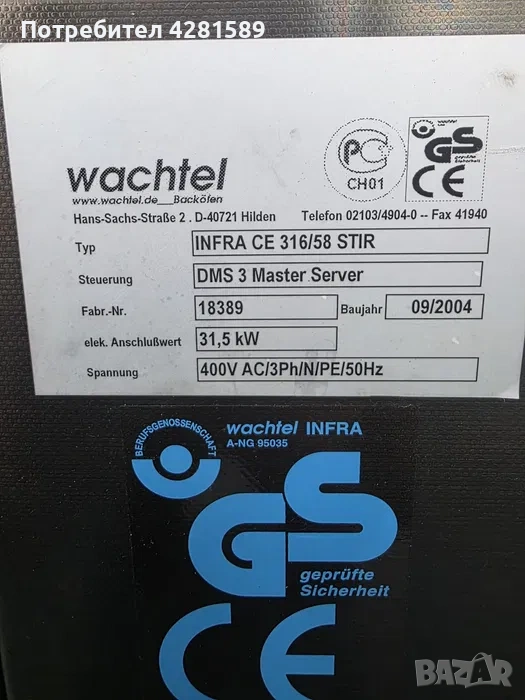 Потребител 4281589
wachtel
www.wachtel.de__Backöfen
Hans-Sachs-Straße 2 . D-40721 Hilden Telefon 02103/4904-0 -- Fax 41940
PC
CH01
GS
geprüfte
Sicherheit
CE
Typ INFRA CE 316/58 STIR
Steuerung DMS 3 Master Server
Fabr.-Nr. 18389 Baujahr 09/2004
elek. Anschlußwert 31,5 kW
Spannung 400V AC/3Ph/N/PE/50Hz
BERUFSGENOSSENSCHAFT
wachtel INFRA
A-NG 95035
GS
geprüfte
Sicherheit
CE
BAZAR